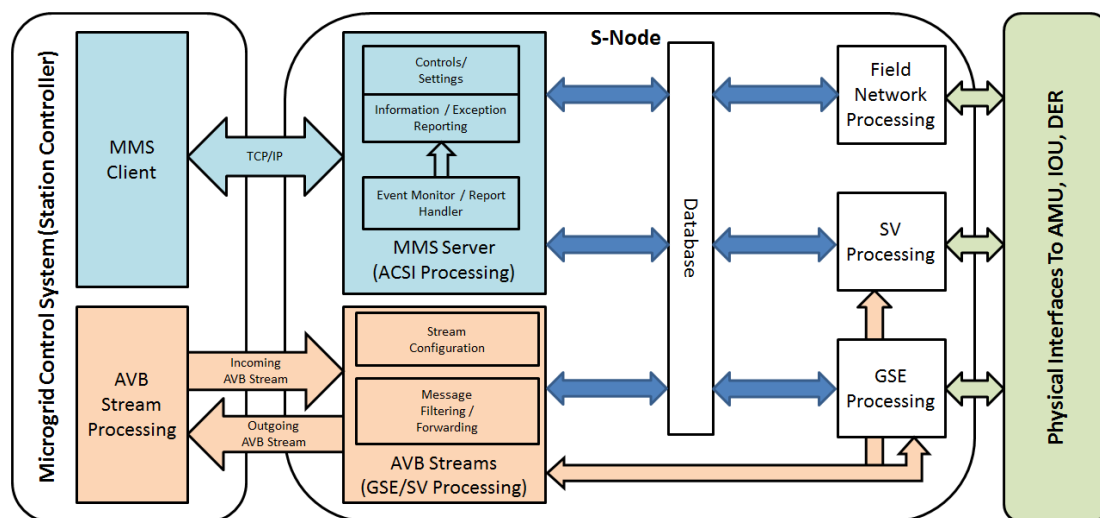 Microgrid Control System (Station Controller)
MMS
Client
AVB
Stream
Processing
TCP/IP
Incoming
AVB Stream
Outgoing
AVB Stream
S-Node
Controls/
Settings
Information / Exception
Reporting
Event Monitor / Report
Handler
MMS Server
(ACSI Processing)
Stream
Configuration
Message
Filtering /
Forwarding
AVB Streams
(GSE/SV Processing)
Database
Field
Network
Processing
SV
Processing
GSE
Processing
Physical Interfaces To AMU, IOU, DER